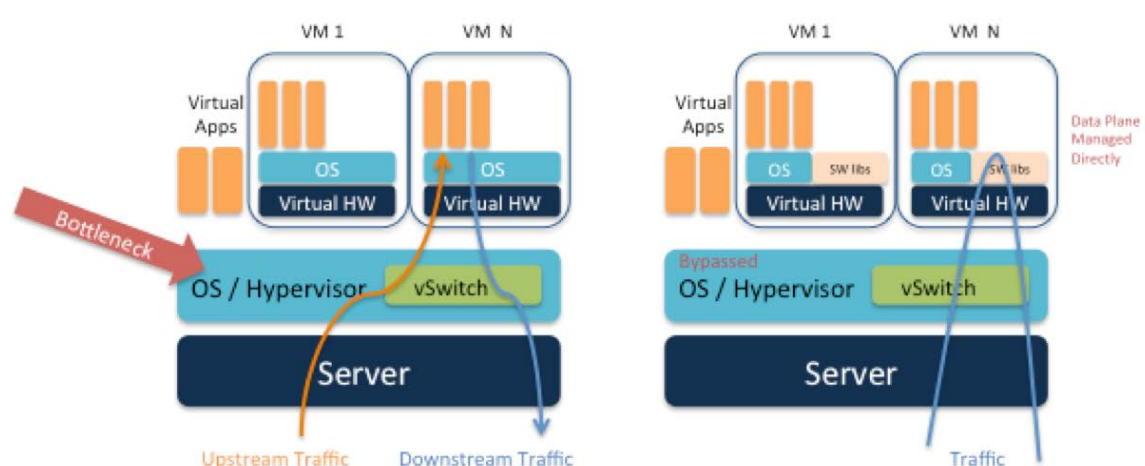 VM 1
VM N
Virtual
Apps
OS
OS
Virtual HW
Virtual HW
Bottleneck
OS / Hypervisor
vSwitch
Server
Upstream Traffic
Downstream Traffic
VM 1
VM N
Virtual
Apps
Data Plane
Managed
Directly
OS
SW libs
OS
SW libs
Virtual HW
Virtual HW
Bypassed
OS / Hypervisor
vSwitch
Server
Traffic